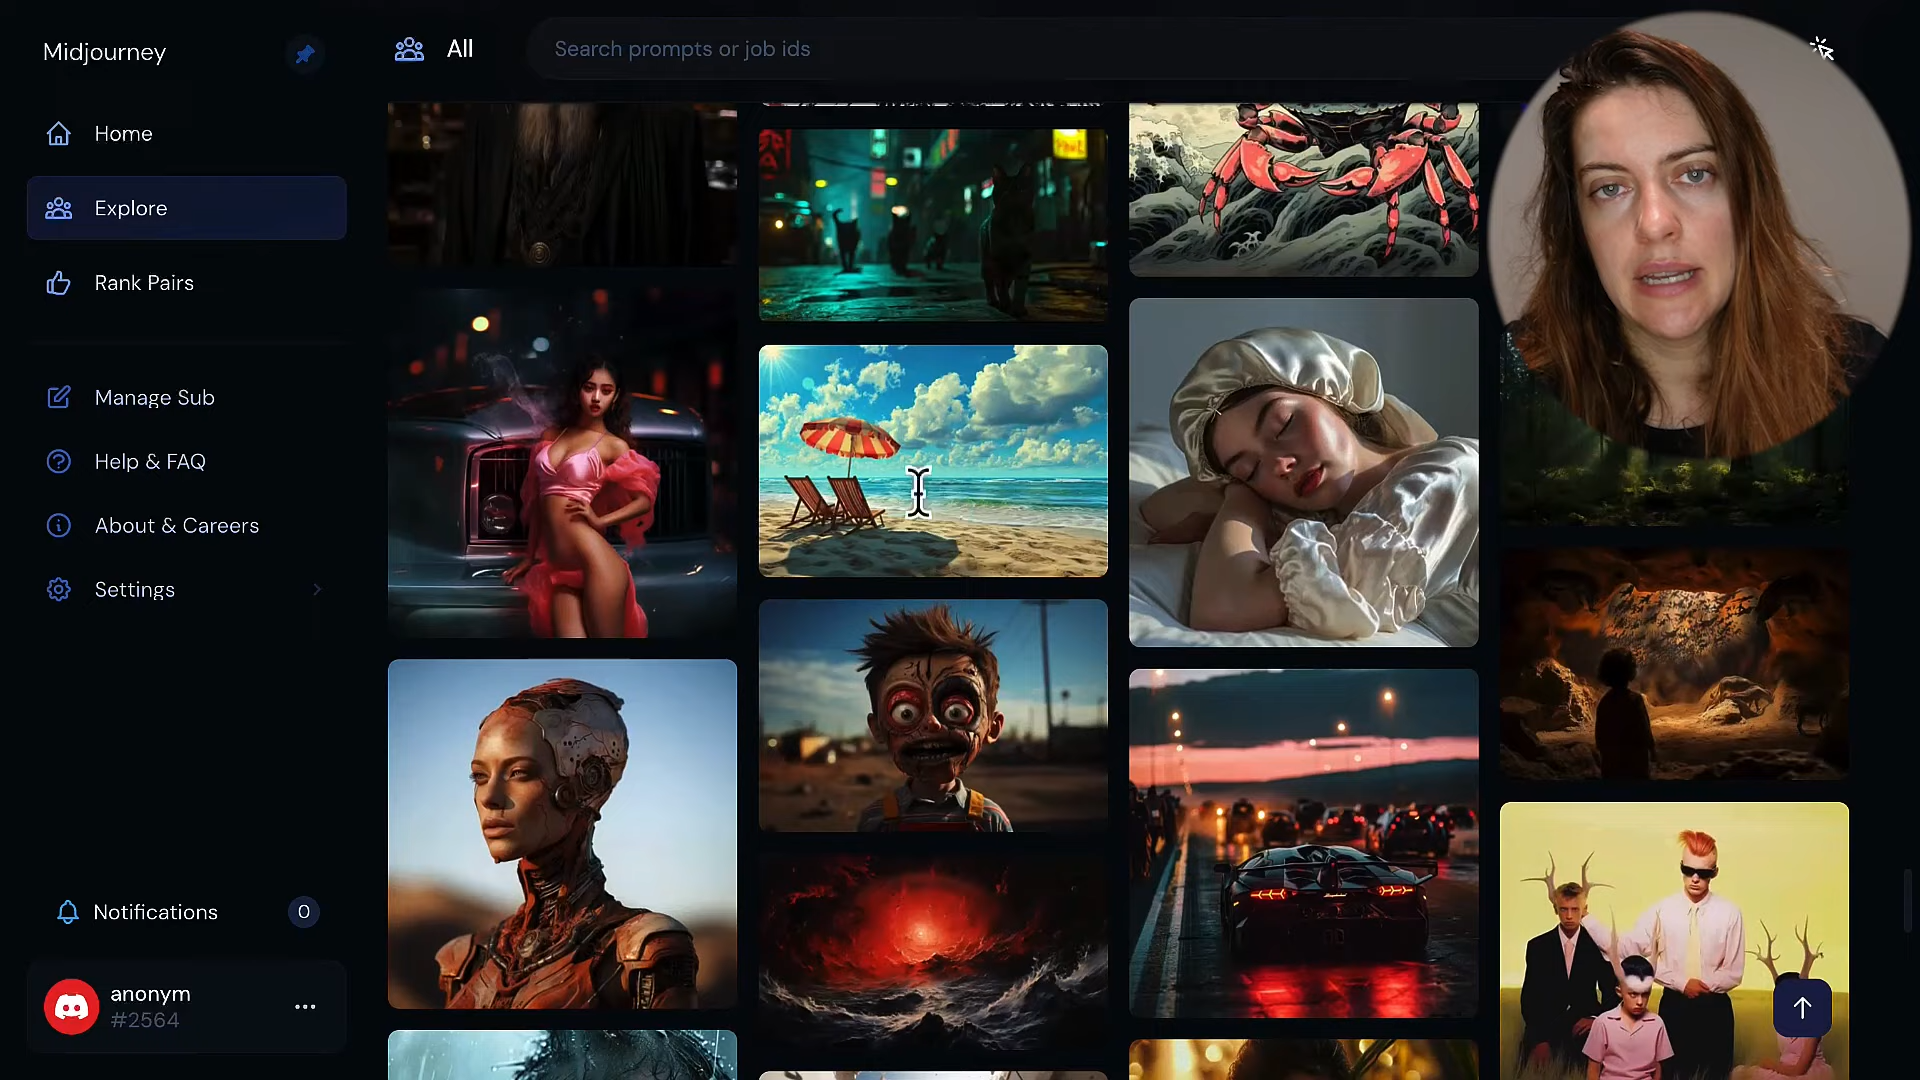 Midjourney
All
Search prompts or job ids
Home
Explore
Rank Pairs
Manage Sub
Help & FAQ
About & Careers
Settings
Notifications
0
anonym
#2564